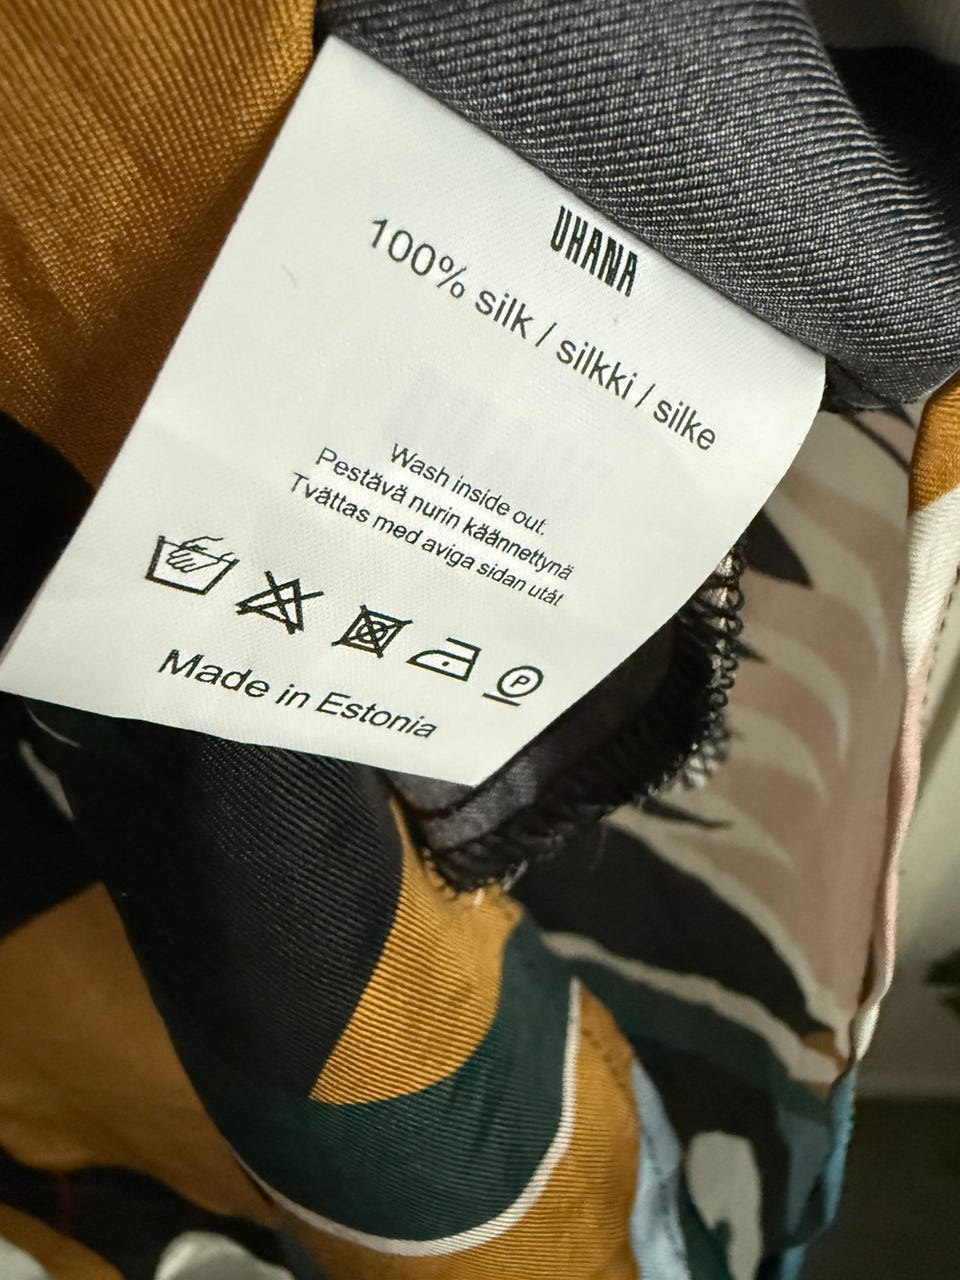 UHANA
100% silk / silkki / silke
Wash inside out.
Pestävä nurin käännettynä
Tvättas med aviga sidan utåt
P
Made in Estonia